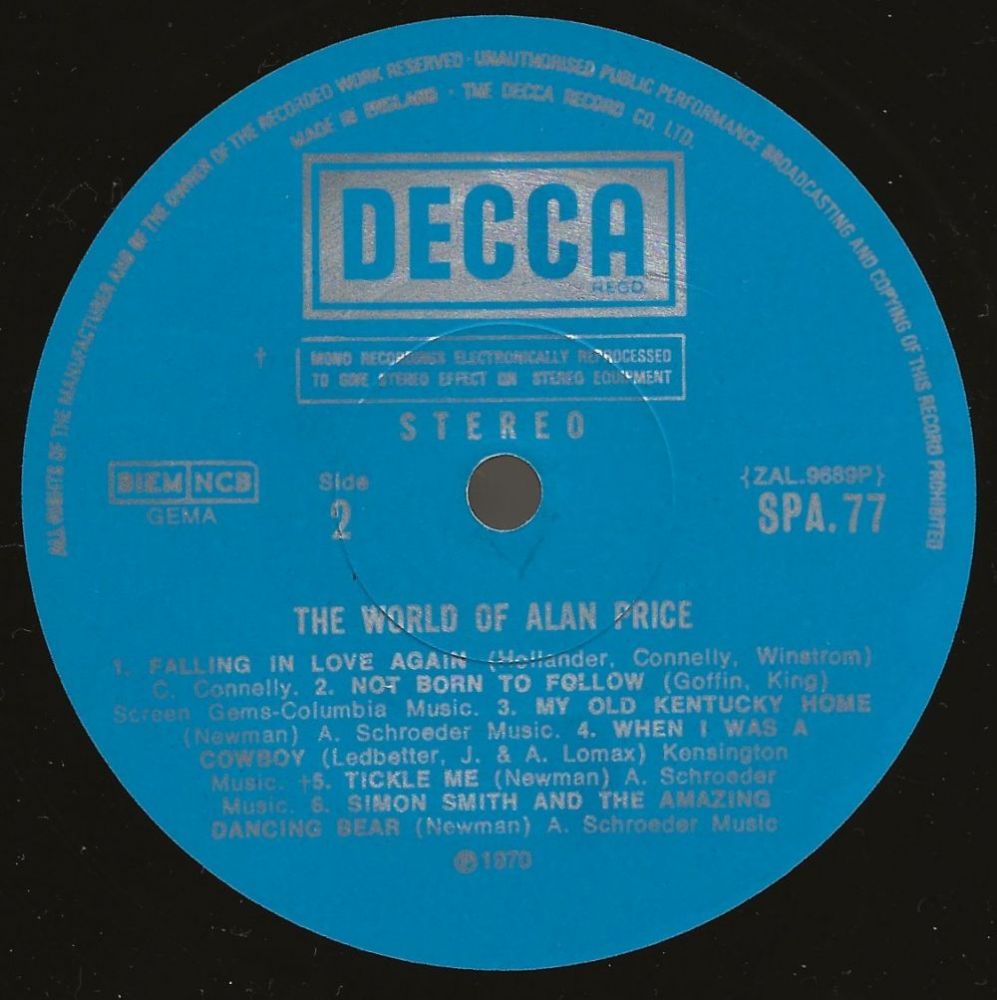 ALL RIGHTS OF THE MANUFACTURER AND OF THE OWNER OF THE RECORDED WORK RESERVED · UNAUTHORISED PUBLIC PERFORMANCE BROADCASTING AND COPYING OF THIS RECORD PROHIBITED
MADE IN ENGLAND · THE DECCA RECORD CO. LTD.
DECCA
REGD.
† MONO RECORDINGS ELECTRONICALLY REPROCESSED
TO GIVE STEREO EFFECT ON STEREO EQUIPMENT
STEREO
BIEM NCB
GEMA
Side
2
{ZAL.9689P}
SPA.77
THE WORLD OF ALAN PRICE
1. FALLING IN LOVE AGAIN (Hollander, Connelly, Winstrom)
C. Connelly. 2. NOT BORN TO FOLLOW (Goffin, King)
Screen Gems-Columbia Music. 3. MY OLD KENTUCKY HOME
(Newman) A. Schroeder Music. 4. WHEN I WAS A
COWBOY (Ledbetter, J. & A. Lomax) Kensington
Music. †5. TICKLE ME (Newman) A. Schroeder
Music. 6. SIMON SMITH AND THE AMAZING
DANCING BEAR (Newman) A. Schroeder Music
℗1970